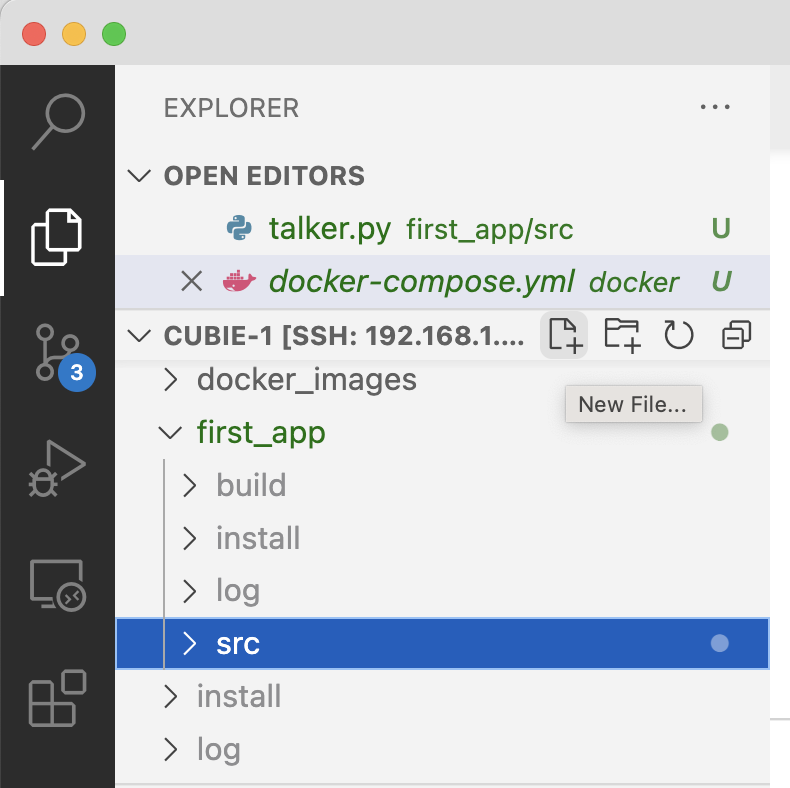 EXPLORER
OPEN EDITORS
talker.py first_app/src U
docker-compose.yml docker U
CUBIE-1 [SSH: 192.168.1....
docker_images
New File...
first_app
3
build
install
log
src
install
log